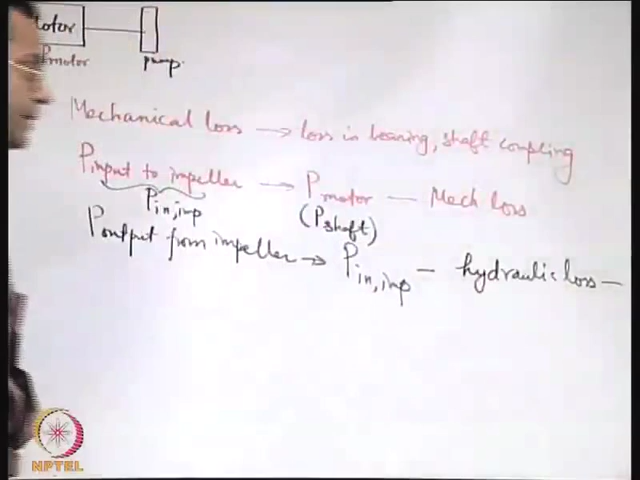 Motor
Pmotor
pump.
Mechanical loss → loss in bearing, shaft coupling
Pinput to impeller → Pmotor — Mech loss
Pin,imp
(Pshaft)
Poutput from impeller → Pin,imp — hydraulic loss —
NPTEL